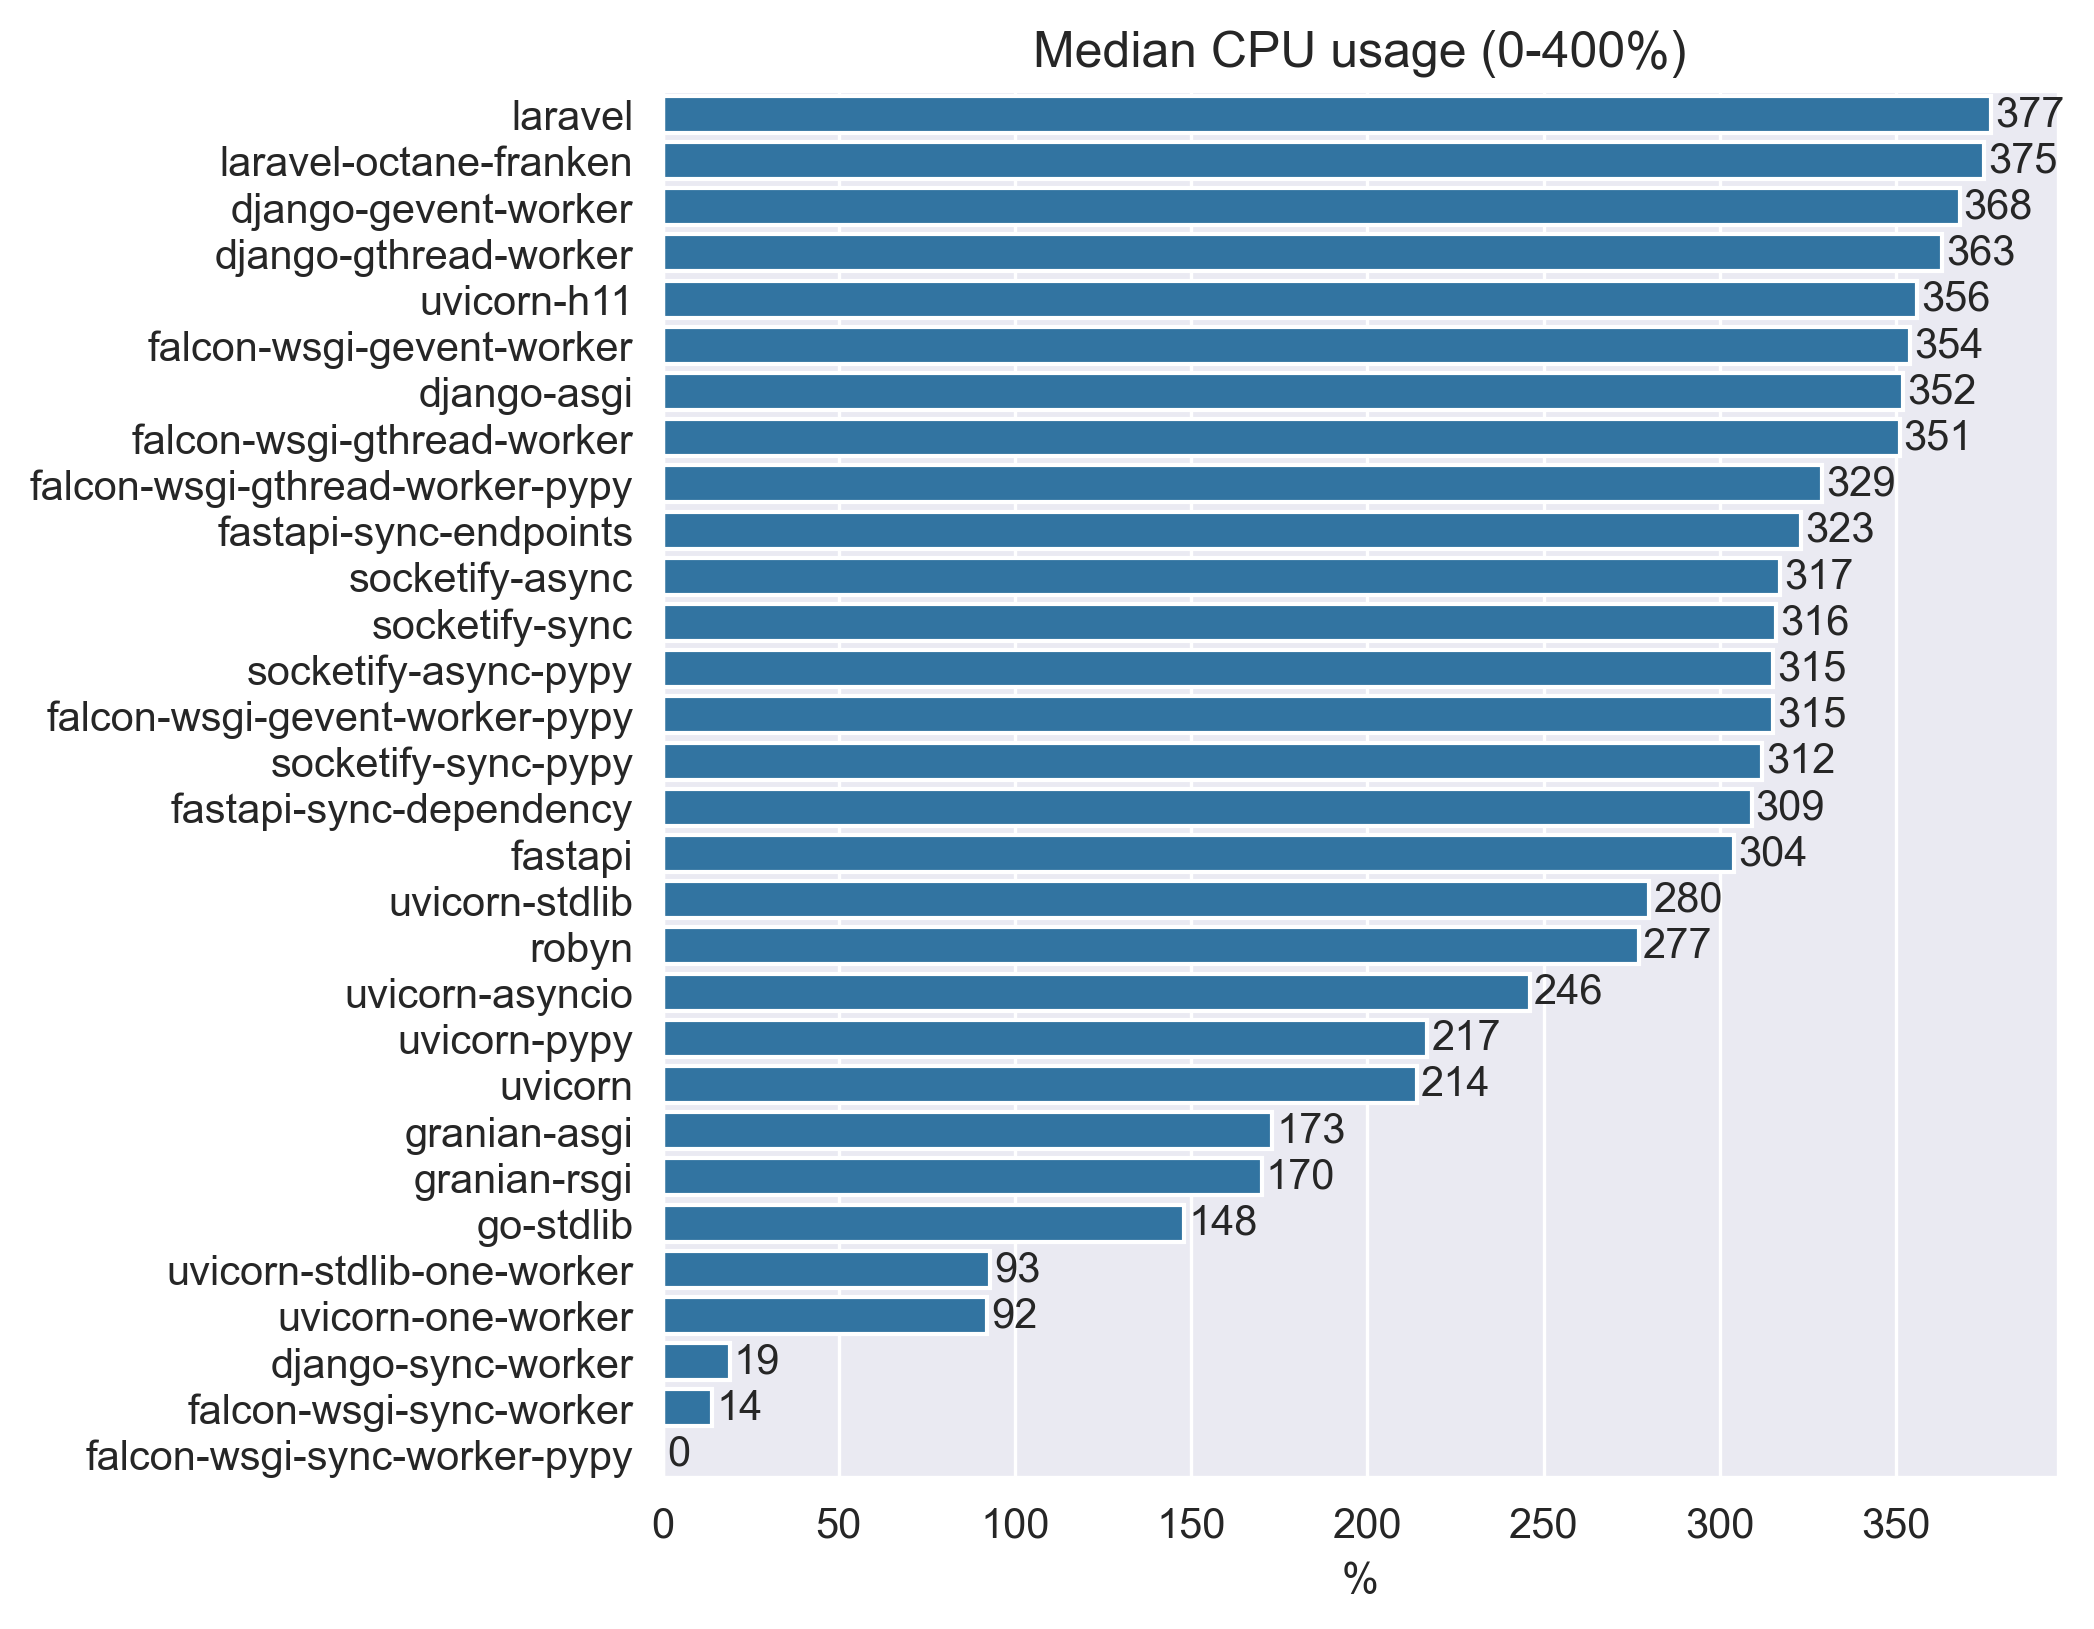 Median CPU usage (0-400%)
laravel 377
laravel-octane-franken 375
django-gevent-worker 368
django-gthread-worker 363
uvicorn-h11 356
falcon-wsgi-gevent-worker 354
django-asgi 352
falcon-wsgi-gthread-worker 351
falcon-wsgi-gthread-worker-pypy 329
fastapi-sync-endpoints 323
socketify-async 317
socketify-sync 316
socketify-async-pypy 315
falcon-wsgi-gevent-worker-pypy 315
socketify-sync-pypy 312
fastapi-sync-dependency 309
fastapi 304
uvicorn-stdlib 280
robyn 277
uvicorn-asyncio 246
uvicorn-pypy 217
uvicorn 214
granian-asgi 173
granian-rsgi 170
go-stdlib 148
uvicorn-stdlib-one-worker 93
uvicorn-one-worker 92
django-sync-worker 19
falcon-wsgi-sync-worker 14
falcon-wsgi-sync-worker-pypy 0
0 50 100 150 200 250 300 350
%